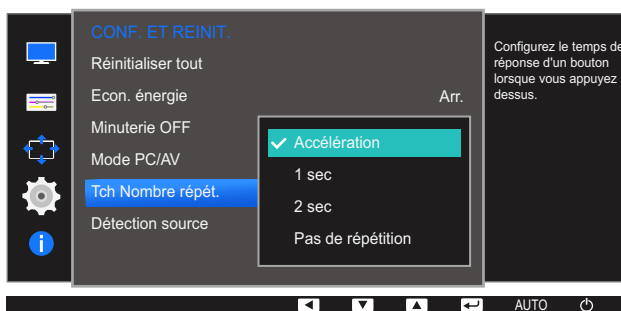 CONF. ET REINIT.
Réinitialiser tout
Econ. énergie Arr.
Minuterie OFF
Mode PC/AV
Tch Nombre répét.
Détection source
Accélération
1 sec
2 sec
Pas de répétition
Configurez le temps de
réponse d'un bouton
lorsque vous appuyez
dessus.
AUTO